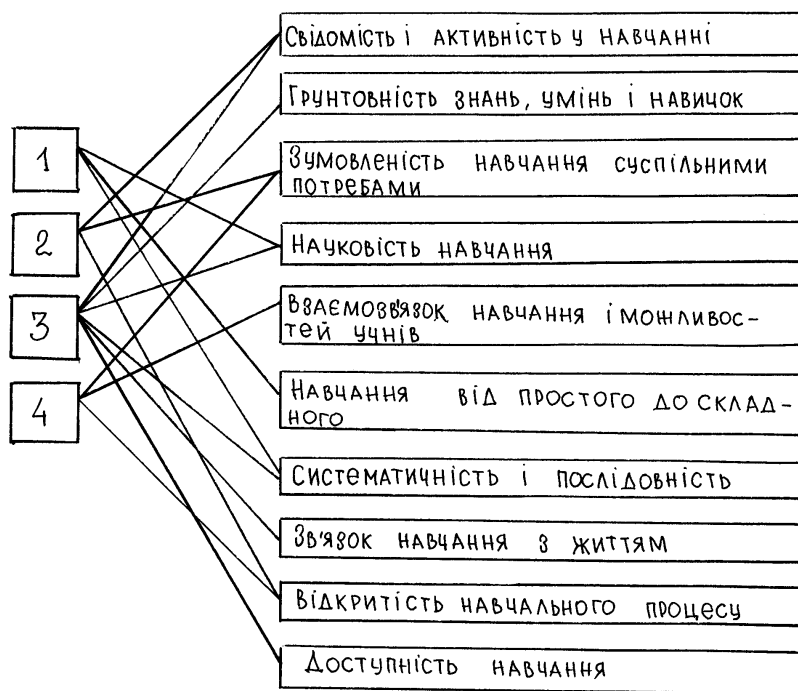 Свідомість і активність у навчанні
Грунтовність знань, умінь і навичок
1
Зумовленість навчання суспільними
потребами
2
Науковість навчання
3
Взаємозв'язок навчання і можливос-
тей учнів
4
Навчання від простого до склад-
ного
Систематичність і послідовність
Зв'язок навчання з життям
Відкритість навчального процесу
Доступність навчання